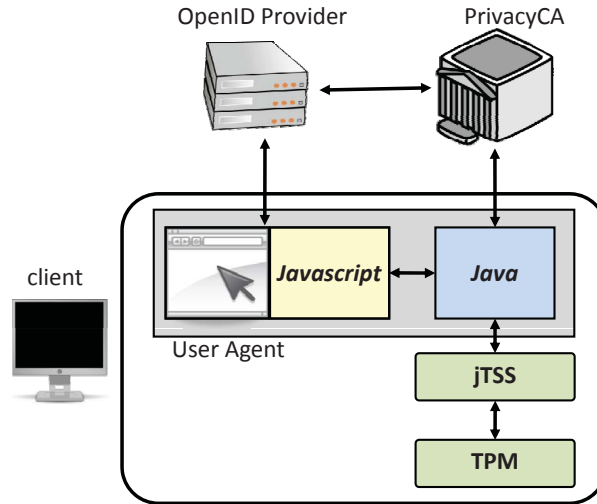 OpenID Provider
PrivacyCA
Javascript
Java
client
User Agent
jTSS
TPM